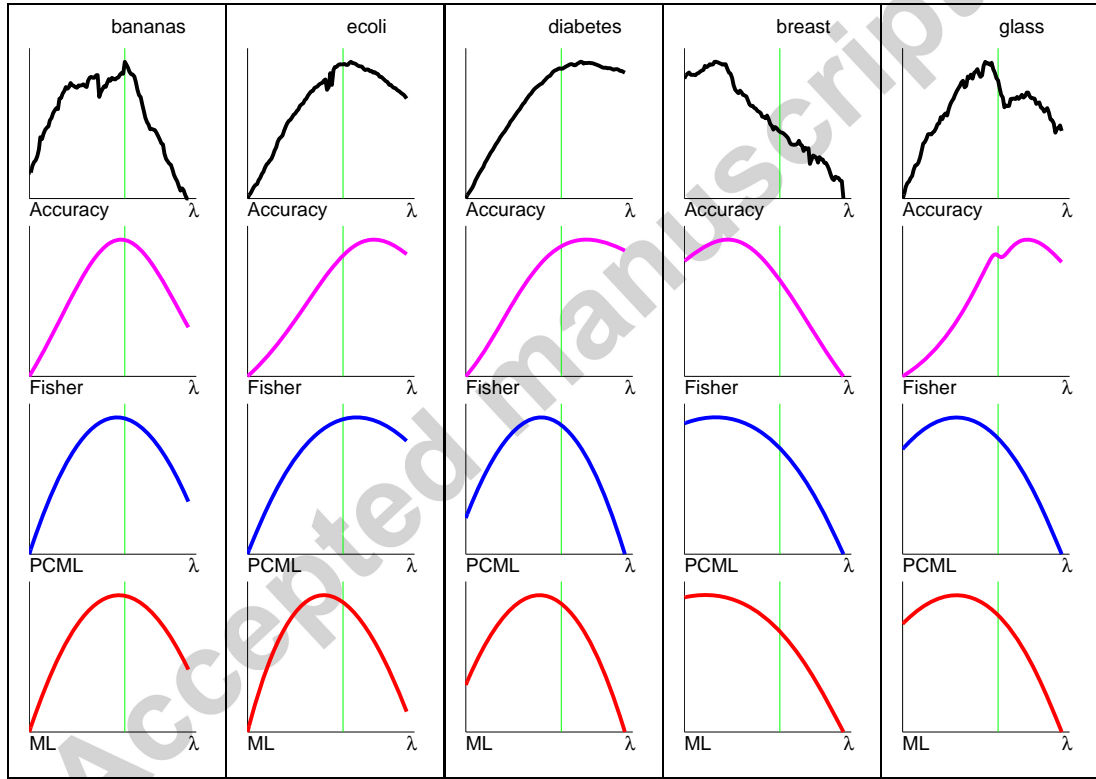 bananas ecoli diabetes breast glass
Accuracy λ Accuracy λ Accuracy λ Accuracy λ Accuracy λ
Fisher λ Fisher λ Fisher λ Fisher λ Fisher λ
PCML λ PCML λ PCML λ PCML λ PCML λ
ML λ ML λ ML λ ML λ ML λ
Accepted manuscript